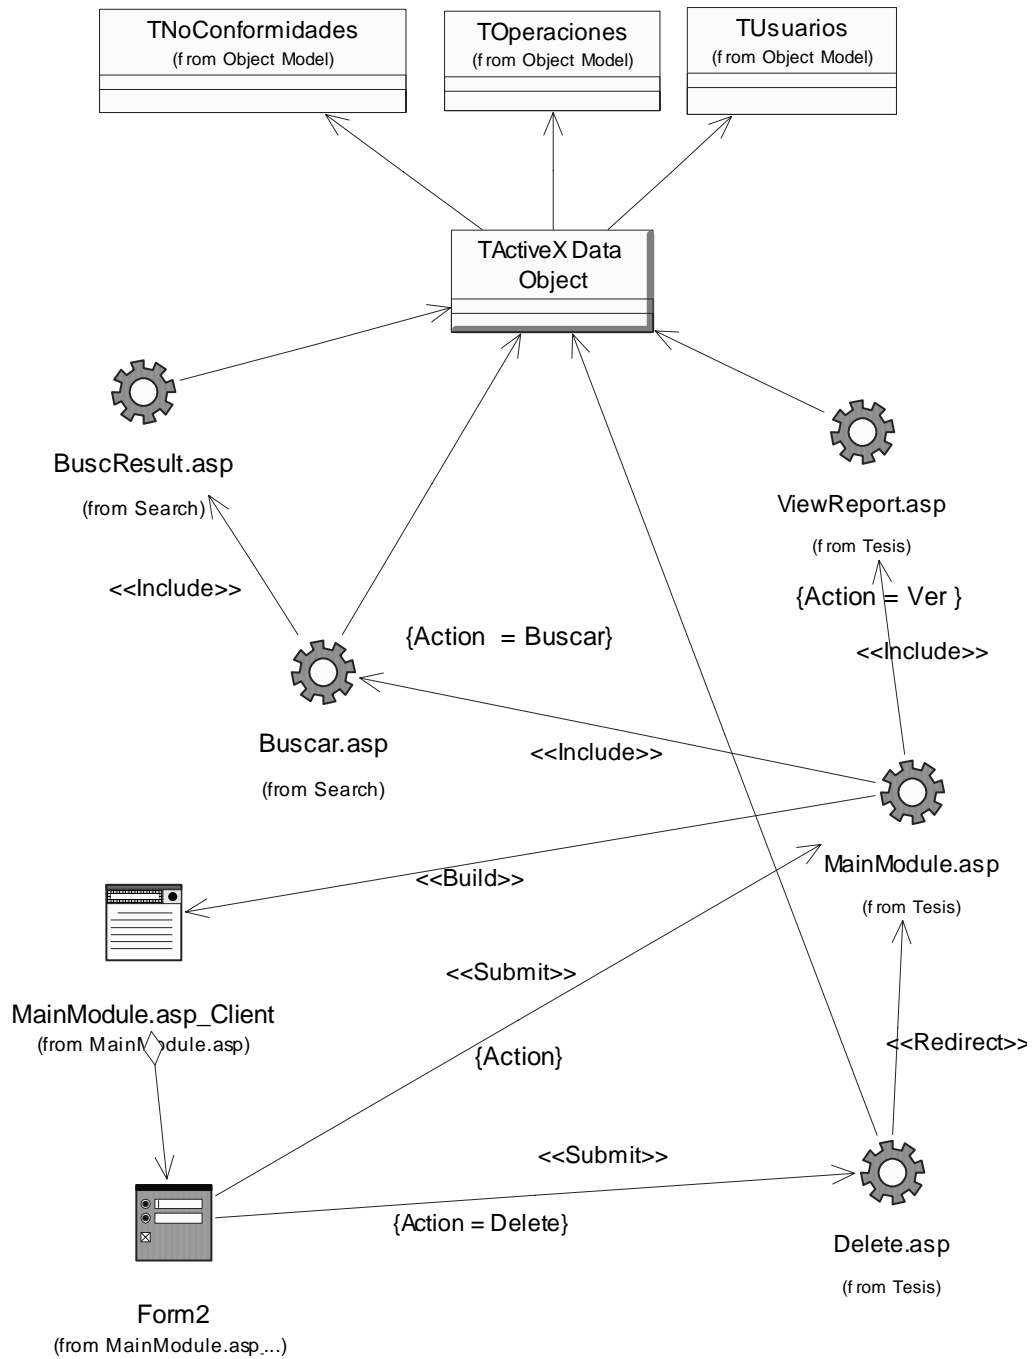 TNoConformidades
(from Object Model)
TOperaciones
(from Object Model)
TUsuarios
(from Object Model)
TActiveX Data
Object
BuscResult.asp
(from Search)
ViewReport.asp
(from Tesis)
<<Include>>
{Action = Ver }
{Action = Buscar}
<<Include>>
Buscar.asp
(from Search)
<<Include>>
MainModule.asp
(from Tesis)
<<Build>>
<<Submit>>
MainModule.asp_Client
(from MainModule.asp)
{Action}
<<Redirect>>
<<Submit>>
{Action = Delete}
Delete.asp
(from Tesis)
Form2
(from MainModule.asp_...)